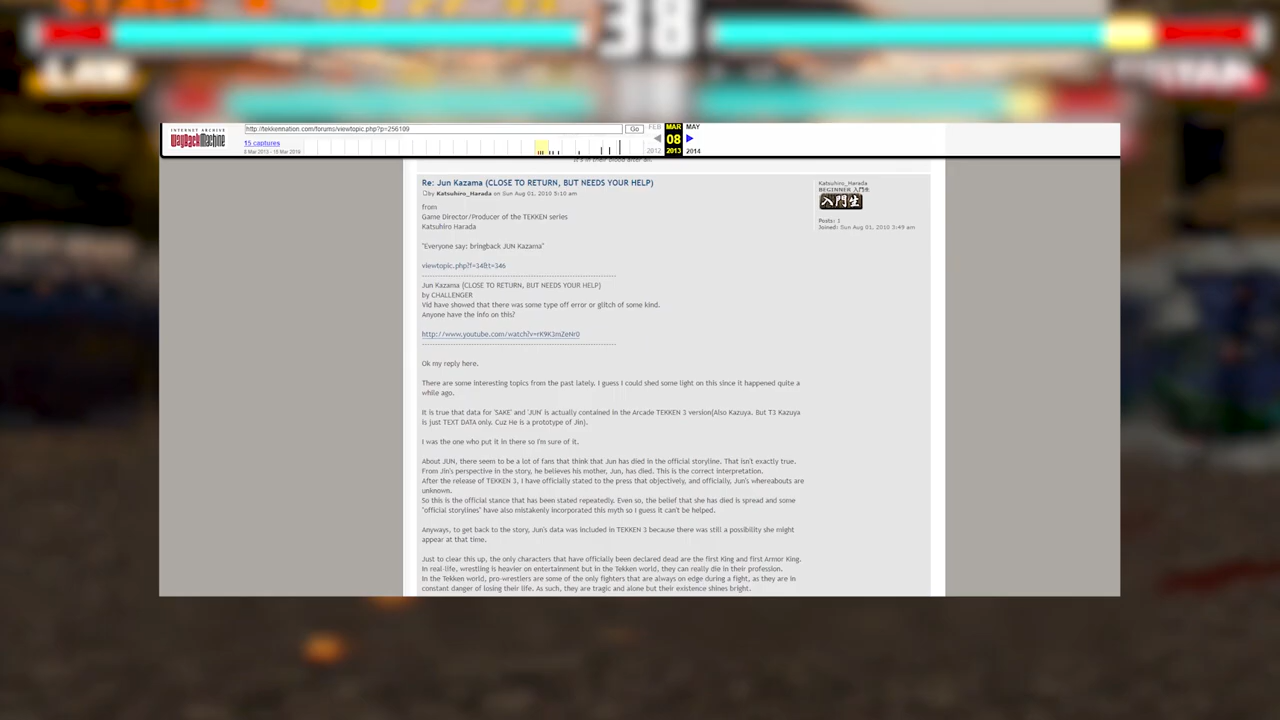 38
LAW
INTERNET ARCHIVE
WayBackMachine
http://tekkennation.com/forums/viewtopic.php?p=256109
Go
FEB
MAR
MAY
15 captures
08
2012
2013
2014
It's in their blood after all.
Re: Jun Kazama (CLOSE TO RETURN, BUT NEEDS YOUR HELP)
by Katsuhiro_Harada on Sun Aug 01, 2010 5:10 am
from
Game Director/Producer of the TEKKEN series
Katsuhiro Harada
"Everyone say: bringback JUN Kazama"
viewtopic.php?f=34&t=346
Jun Kazama (CLOSE TO RETURN, BUT NEEDS YOUR HELP)
by CHALLENGER
Vid have showed that there was some type off error or glitch of some kind.
Anyone have the info on this?
http://www.youtube.com/watch?v=rK9K3mZeNr0
Ok my reply here.
There are some interesting topics from the past lately. I guess I could shed some light on this since it happened quite a
while ago.
It is true that data for 'SAKE' and 'JUN' is actually contained in the Arcade TEKKEN 3 version(Also Kazuya. But T3 Kazuya
is just TEXT DATA only. Cuz He is a prototype of Jin).
I was the one who put it in there so I'm sure of it.
About JUN, there seem to be a lot of fans that think that Jun has died in the official storyline. That isn't exactly true.
From Jin's perspective in the story, he believes his mother, Jun, has died. This is the correct interpretation.
After the release of TEKKEN 3, I have officially stated to the press that objectively, and officially, Jun's whereabouts are
unknown.
So this is the official stance that has been stated repeatedly. Even so, the belief that she has died is spread and some
"official storylines" have also mistakenly incorporated this myth so I guess it can't be helped.
Anyways, to get back to the story, Jun's data was included in TEKKEN 3 because there was still a possibility she might
appear at that time.
Just to clear this up, the only characters that have officially been declared dead are the first King and first Armor King.
In real-life, wrestling is heavier on entertainment but in the Tekken world, they can really die in their profession.
In the Tekken world, pro-wrestlers are some of the only fighters that are always on edge during a fight, as they are in
constant danger of losing their life. As such, they are tragic and alone but their existence shines bright.
Katsuhiro_Harada
BEGINNER 入門生
入門生
Posts: 1
Joined: Sun Aug 01, 2010 3:49 am